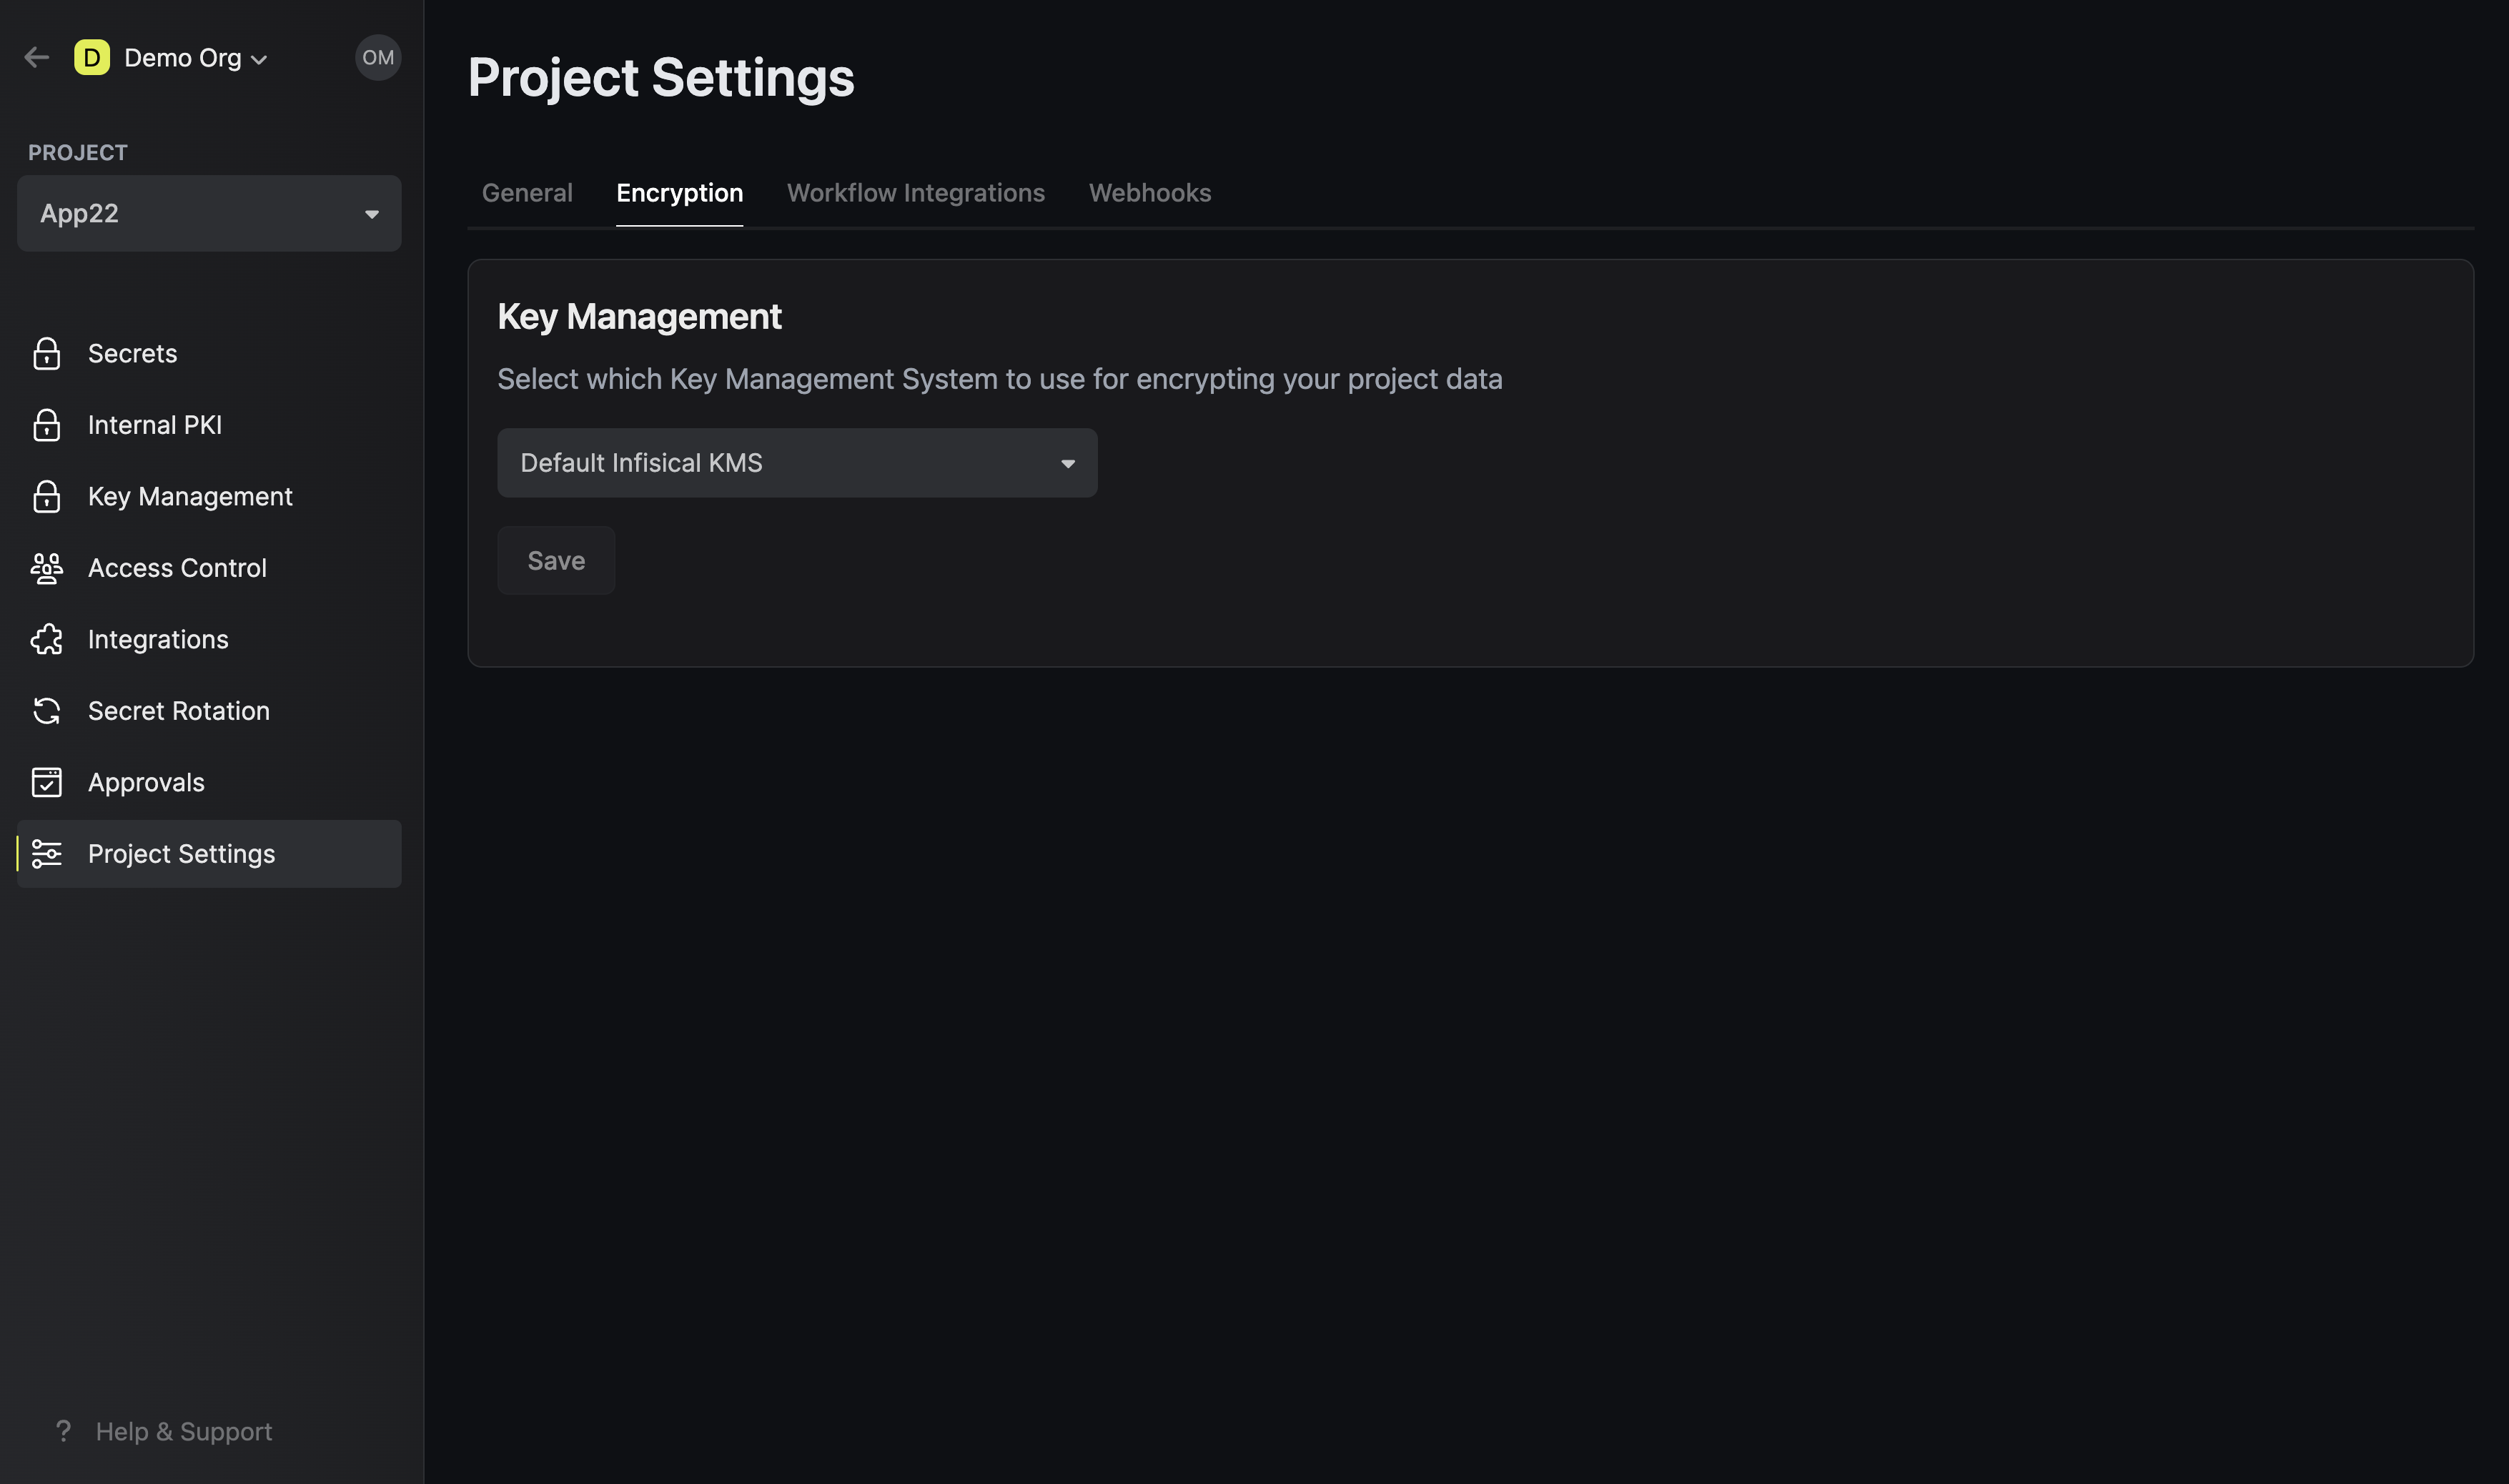 D Demo Org
OM
PROJECT
App22
Secrets
Internal PKI
Key Management
Access Control
Integrations
Secret Rotation
Approvals
Project Settings
? Help & Support
Project Settings
General Encryption Workflow Integrations Webhooks
Key Management
Select which Key Management System to use for encrypting your project data
Default Infisical KMS
Save